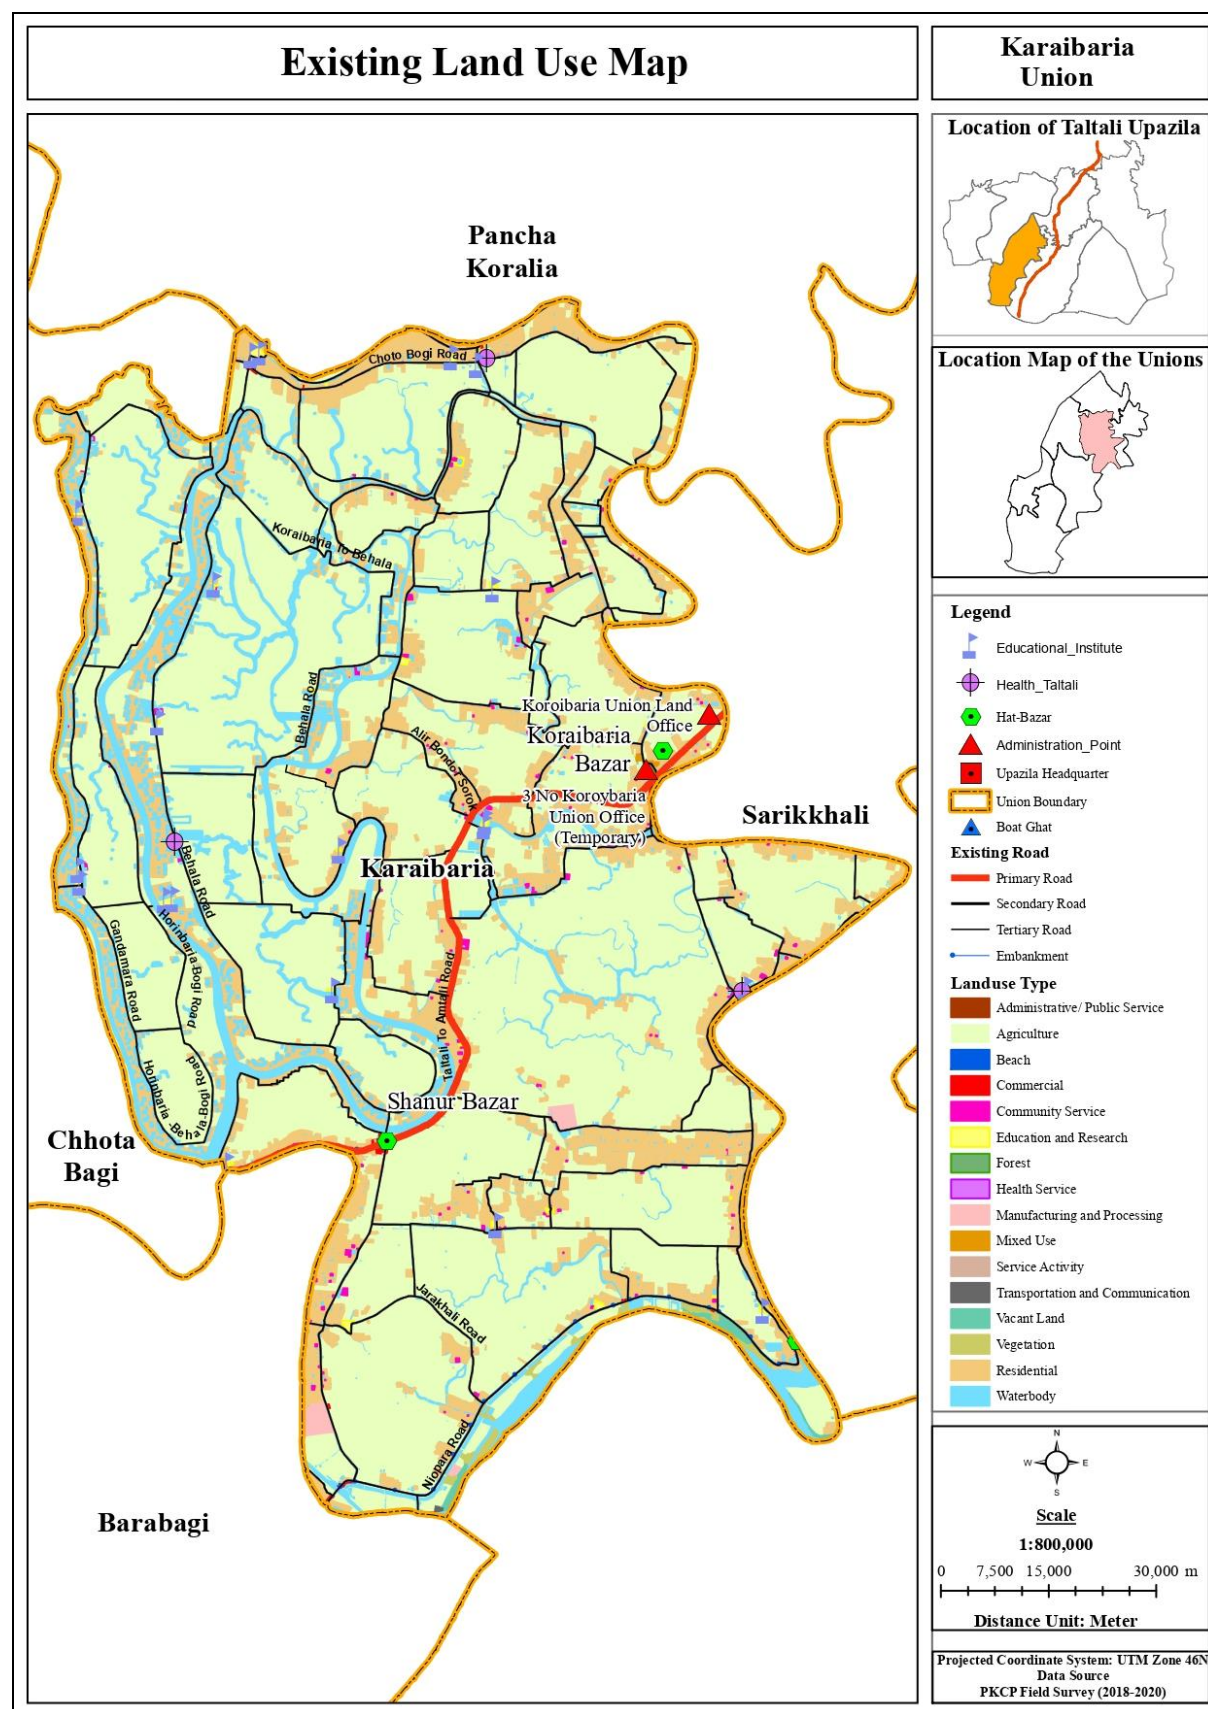 Existing Land Use Map
Karaibaria
Union
Location of Taltali Upazila
Location Map of the Unions
Pancha
Koralia
Choto Bogi Road
Koraibaria To Behala
Behala Road
Alir Bondor Sorok
Koroibaria Union Land
Office
Koraibaria
Bazar
3 No Koroybaria
Union Office
(Temporary)
Sarikkhali
Karaibaria
Behala Road
Horinbaria-Bogi Road
Gandamara Road
Horinbaria -Behala-Bogi Road
Taltali To Amtali Road
Shanur Bazar
Chhota
Bagi
Jarakhali Road
Niopara Road
Barabagi
Legend
Educational_Institute
Health_Taltali
Hat-Bazar
Administration_Point
Upazila Headquarter
Union Boundary
Boat Ghat
Existing Road
Primary Road
Secondary Road
Tertiary Road
Embankment
Landuse Type
Administrative/ Public Service
Agriculture
Beach
Commercial
Community Service
Education and Research
Forest
Health Service
Manufacturing and Processing
Mixed Use
Service Activity
Transportation and Communication
Vacant Land
Vegetation
Residential
Waterbody
N
W E
S
Scale
1:800,000
0 7,500 15,000 30,000 m
Distance Unit: Meter
Projected Coordinate System: UTM Zone 46N
Data Source
PKCP Field Survey (2018-2020)